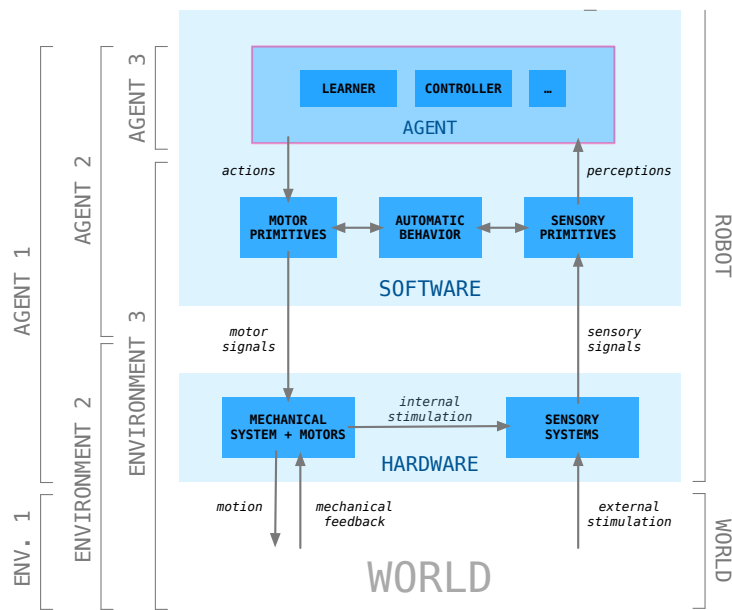 LEARNER
CONTROLLER
…
AGENT
actions
perceptions
MOTOR
PRIMITIVES
AUTOMATIC
BEHAVIOR
SENSORY
PRIMITIVES
SOFTWARE
motor
signals
sensory
signals
internal
stimulation
MECHANICAL
SYSTEM + MOTORS
SENSORY
SYSTEMS
HARDWARE
motion
mechanical
feedback
external
stimulation
WORLD
AGENT 1
ENV. 1
AGENT 2
ENVIRONMENT 2
AGENT 3
ENVIRONMENT 3
ROBOT
WORLD